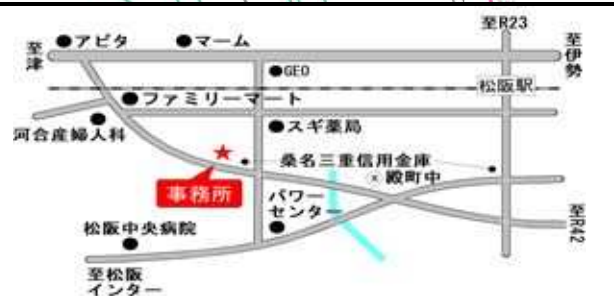 至R23
至津
●アピタ
●マーム
至伊勢
●GEO
松阪駅
●ファミリーマート
河合産婦人科
●スギ薬局
桑名三重信用金庫
×殿町中
事務所
パワー
センター
松阪中央病院
至R42
至松阪
インター